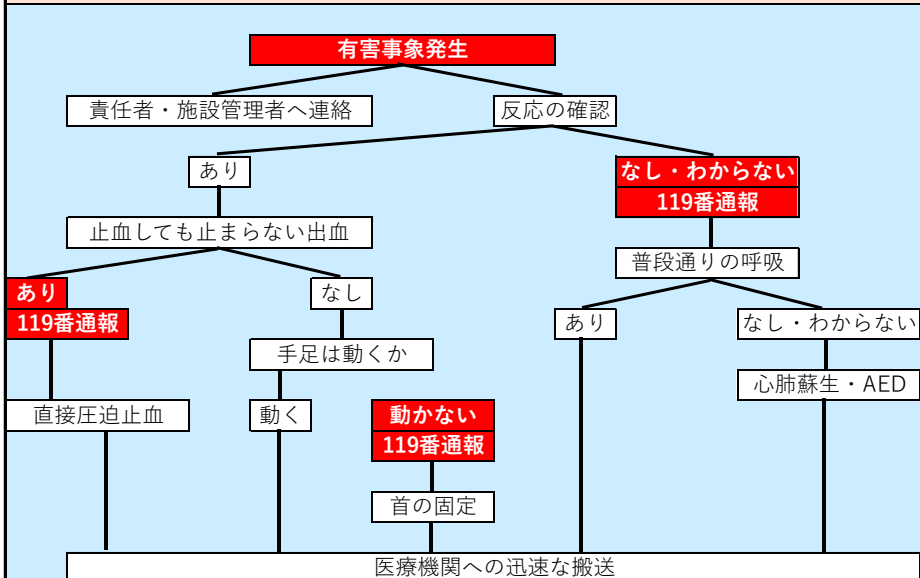 有害事象発生
責任者・施設管理者へ連絡
反応の確認
あり
なし・わからない
119番通報
止血しても止まらない出血
普段通りの呼吸
あり
119番通報
なし
あり
なし・わからない
手足は動くか
心肺蘇生・AED
直接圧迫止血
動く
動かない
119番通報
首の固定
医療機関への迅速な搬送